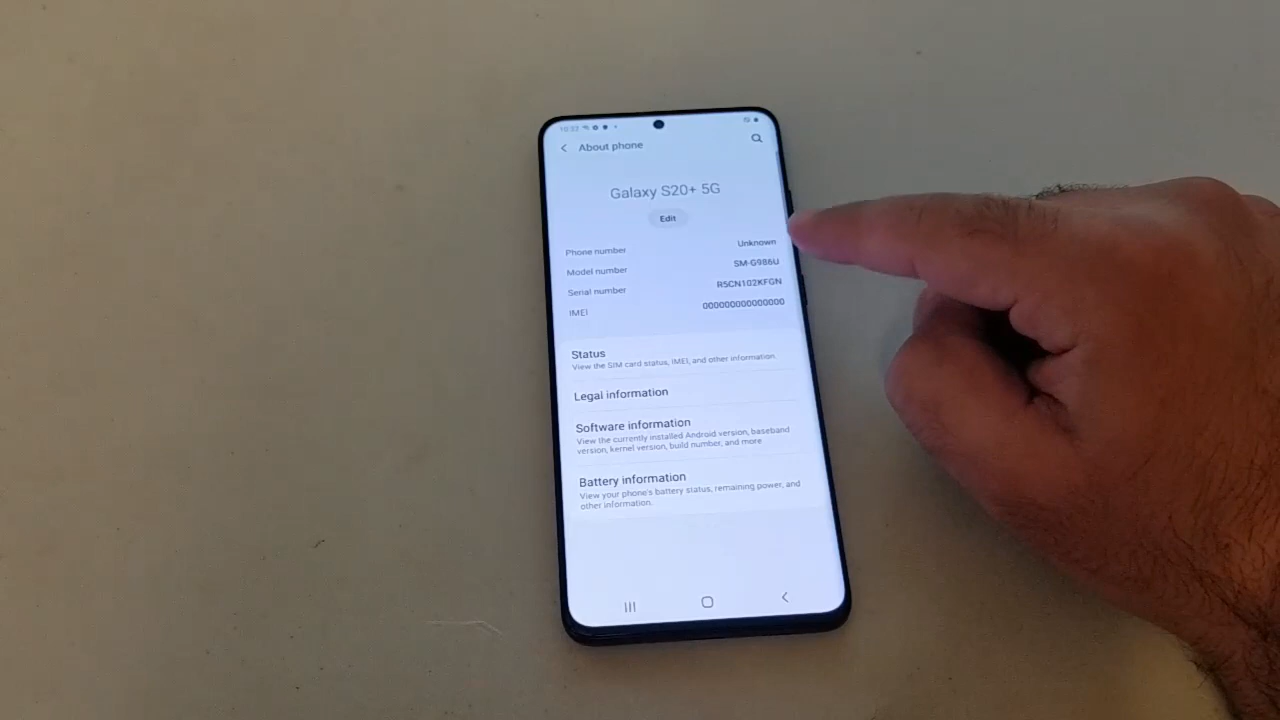 10:37
About phone
Galaxy S20+ 5G
Edit
Phone number Unknown
Model number SM-G986U
Serial number R5CN102KFGN
IMEI 000000000000000
Status
View the SIM card status, IMEI, and other information.
Legal information
Software information
View the currently installed Android version, baseband
version, kernel version, build number, and more
Battery information
View your phone's battery status, remaining power, and
other information.